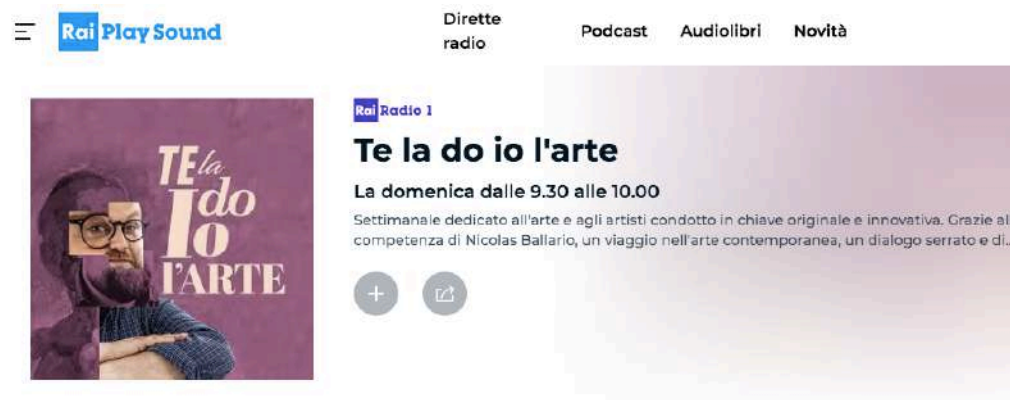 Rai Play Sound
Dirette
radio
Podcast
Audiolibri
Novità
Rai Radio 1
Te la do io l'arte
La domenica dalle 9.30 alle 10.00
Settimanale dedicato all'arte e agli artisti condotto in chiave originale e innovativa. Grazie al
competenza di Nicolas Ballario, un viaggio nell'arte contemporanea, un dialogo serrato e di...
TE la
do
Io
l'ARTE